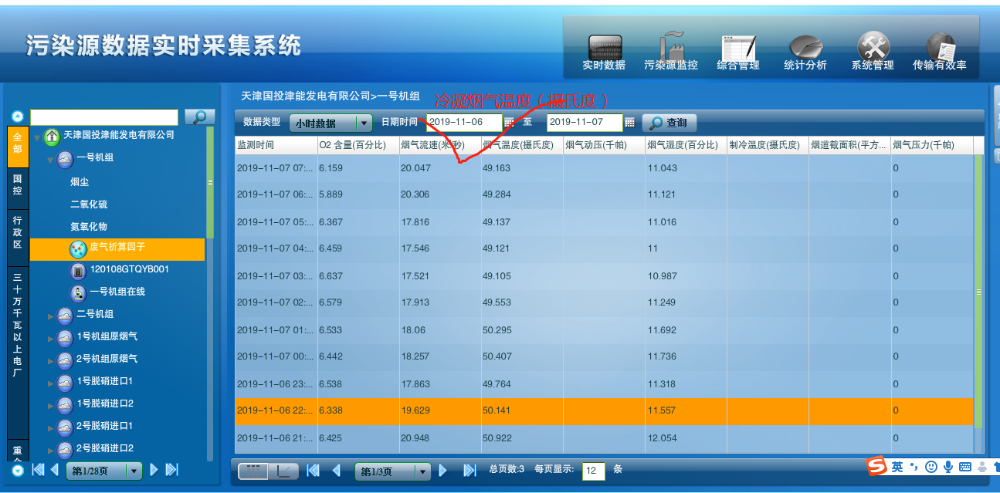 污染源数据实时采集系统
实时数据 污染源监控 综合管理 统计分析 系统管理 传输有效率
天津国投津能发电有限公司>一号机组
冷凝烟气温度（摄氏度）
数据类型 小时数据 日期时间 2019-11-06 至 2019-11-07 查询
全部
国控
行政区
三十万千瓦以上电厂
重
天津国投津能发电有限公司
一号机组
烟尘
二氧化硫
氮氧化物
废气折算因子
120108GTQYB001
一号机组在线
二号机组
1号机组原烟气
2号机组原烟气
1号脱硝进口1
1号脱硝进口2
2号脱硝进口1
2号脱硝进口2
第1/28页
监测时间 O2 含量(百分比) 烟气流速(米/秒) 烟气温度(摄氏度) 烟气动压(千帕) 烟气湿度(百分比) 制冷温度(摄氏度) 烟道截面积(平方... 烟气压力(千帕)
2019-11-07 07:... 6.159 20.047 49.163 11.043 0
2019-11-07 06:... 5.889 20.306 49.284 11.121 0
2019-11-07 05:... 6.367 17.816 49.137 11.016 0
2019-11-07 04:... 6.459 17.546 49.121 11 0
2019-11-07 03:... 6.637 17.521 49.105 10.987 0
2019-11-07 02:... 6.579 17.913 49.553 11.249 0
2019-11-07 01:... 6.533 18.06 50.295 11.692 0
2019-11-07 00:... 6.442 18.257 50.407 11.736 0
2019-11-06 23:... 6.538 17.863 49.764 11.318 0
2019-11-06 22:... 6.338 19.629 50.141 11.557 0
2019-11-06 21:... 6.425 20.948 50.922 12.054 0
第1/3页 总页数:3 每页显示: 12 条
S 英